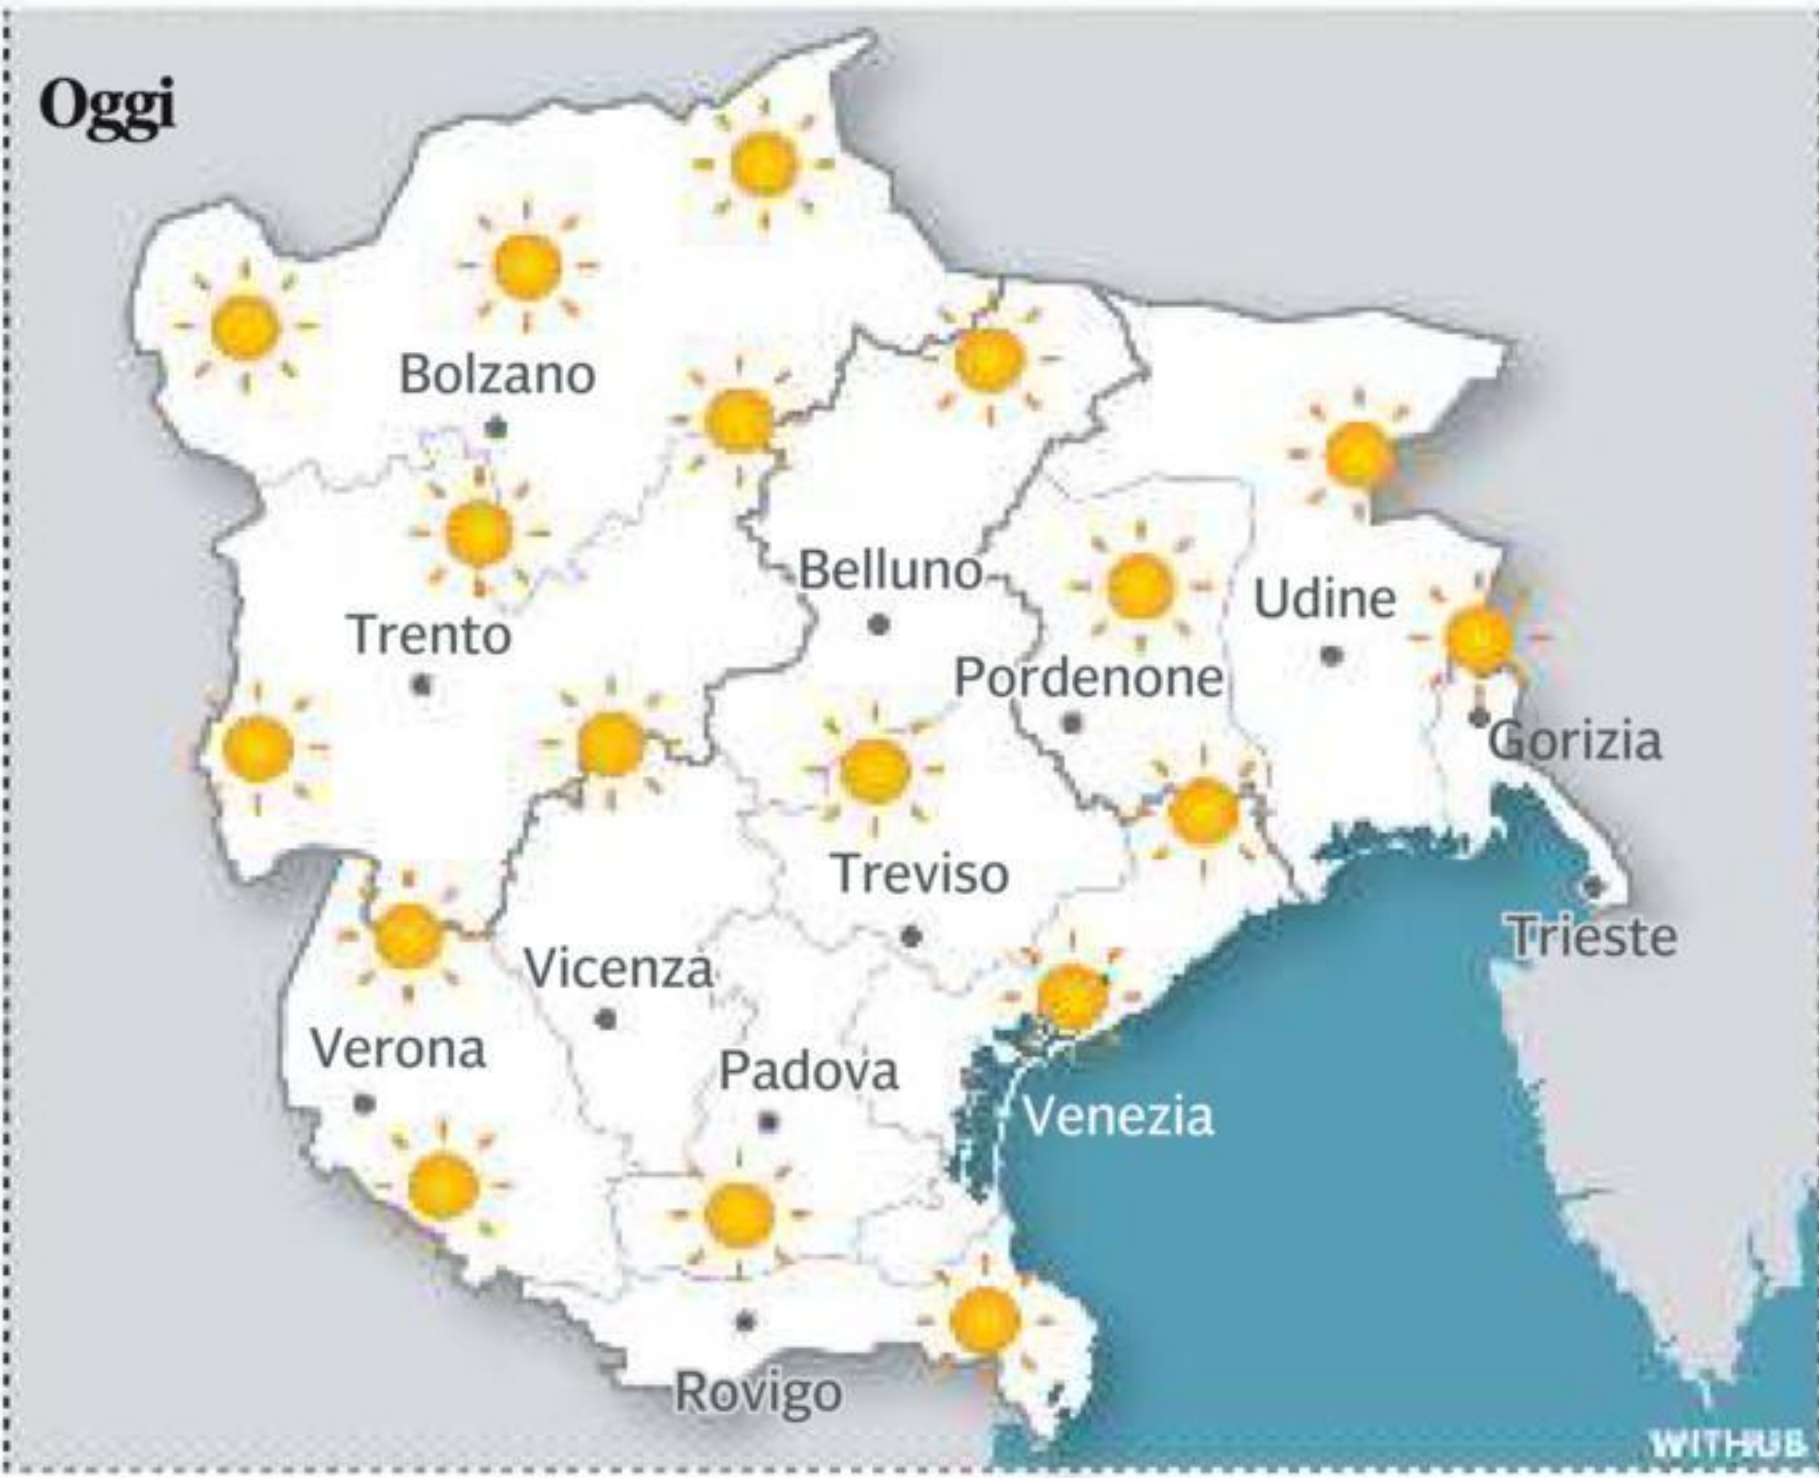 Oggi
Bolzano
Belluno
Udine
Trento
Pordenone
Gorizia
Treviso
Trieste
Vicenza
Verona
Padova
Venezia
Rovigo
WITHUB